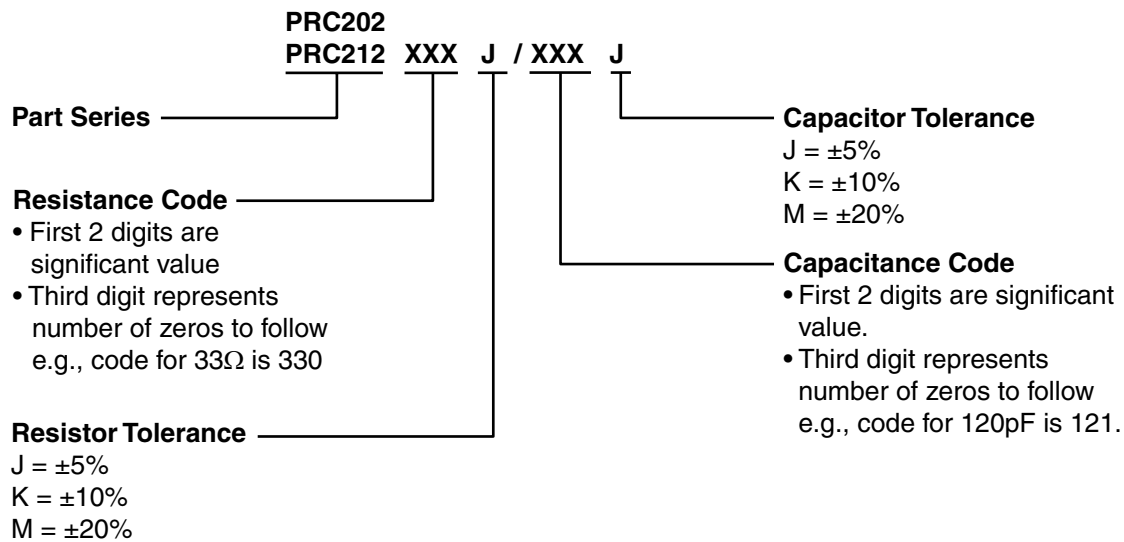 PRC202
PRC212 XXX J / XXX J
Part Series
Resistance Code
• First 2 digits are
significant value
• Third digit represents
number of zeros to follow
e.g., code for 33Ω is 330
Resistor Tolerance
J = ±5%
K = ±10%
M = ±20%
Capacitor Tolerance
J = ±5%
K = ±10%
M = ±20%
Capacitance Code
• First 2 digits are significant
value.
• Third digit represents
number of zeros to follow
e.g., code for 120pF is 121.